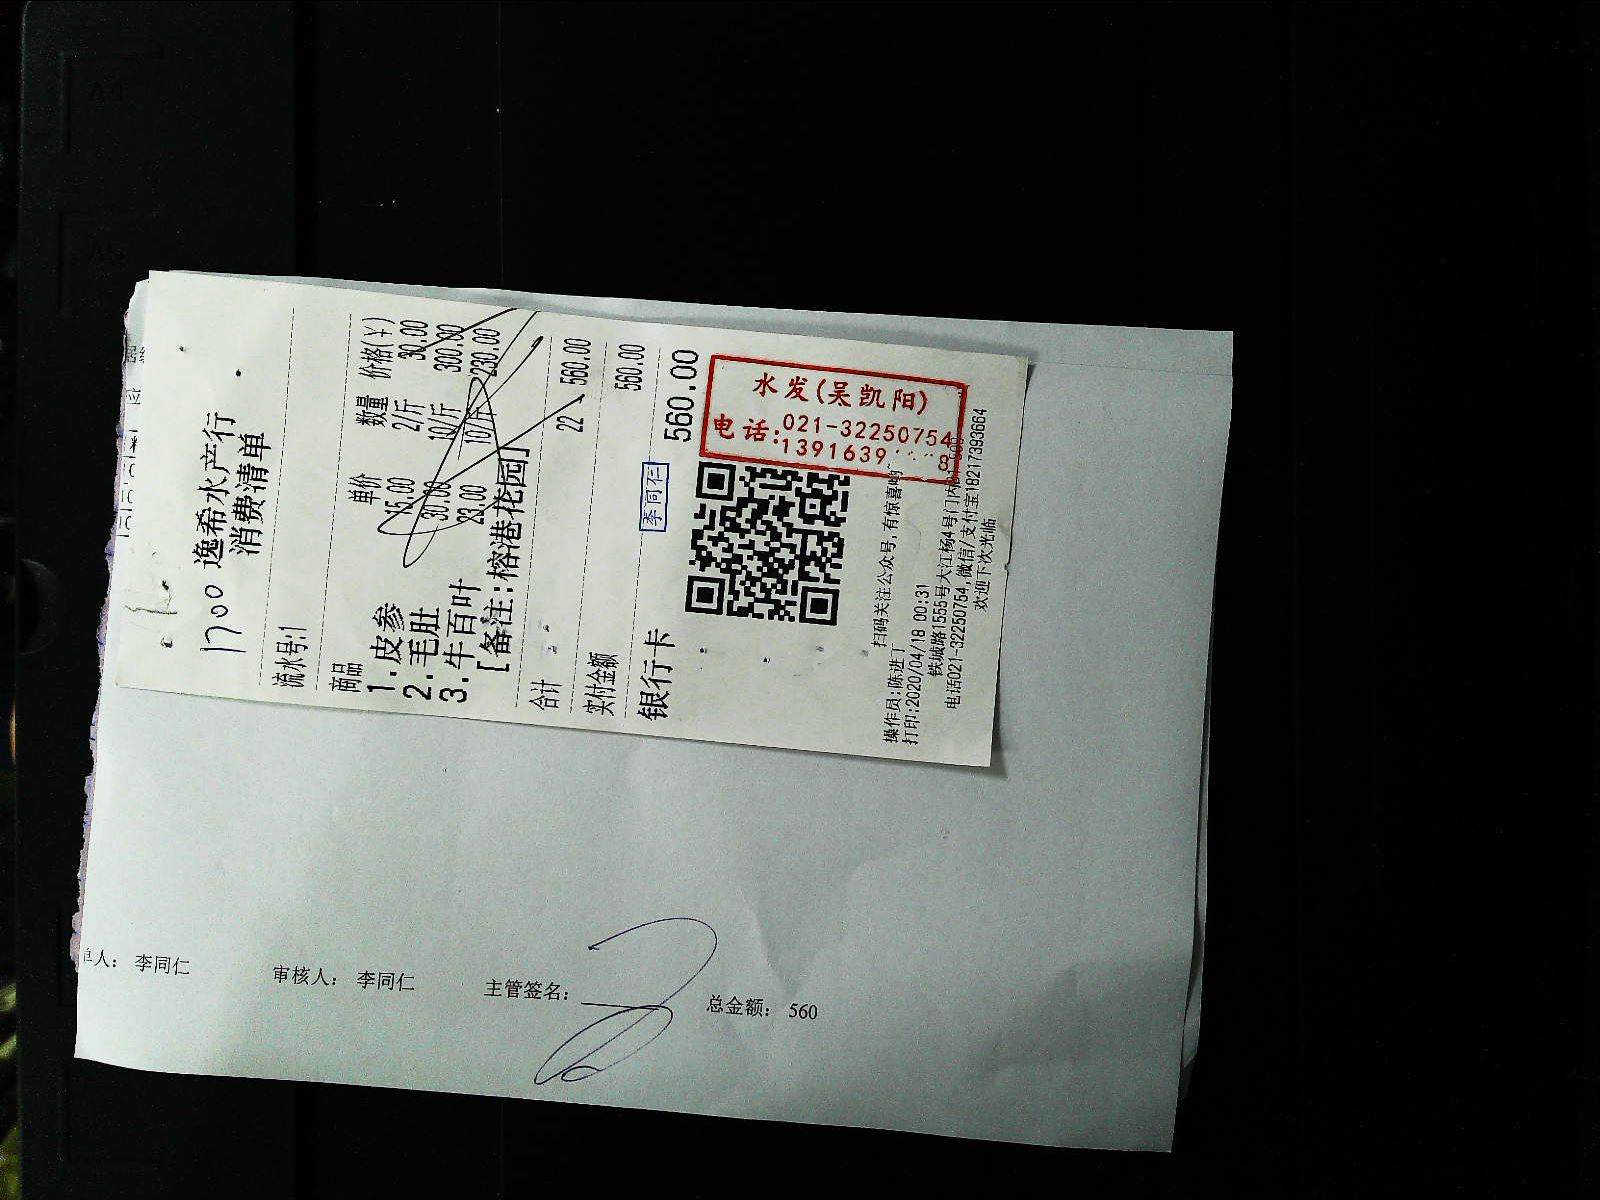 1700 逸希水产行
消费清单
流水号:1
商品 单价 数量 价格(¥)
1.皮参 15.00 2/斤 30.00
2.毛肚 30.00 10/斤 300.00
3.牛百叶 23.00 10/斤 230.00
[备注:榕港花园]
合计 22 560.00
实付金额 560.00
银行卡 560.00
李同仁
水发(吴凯阳)
电话:021-32250754
1391639 8
扫码关注公众号,有惊喜哟
操作员:陈进丁
打印:2020/04/18 00:31
铁城路1555号大江杨4号门内
电话021-32250754,微信/支付宝18217393664
欢迎下次光临
单人: 李同仁 审核人: 李同仁 主管签名: 总金额: 560